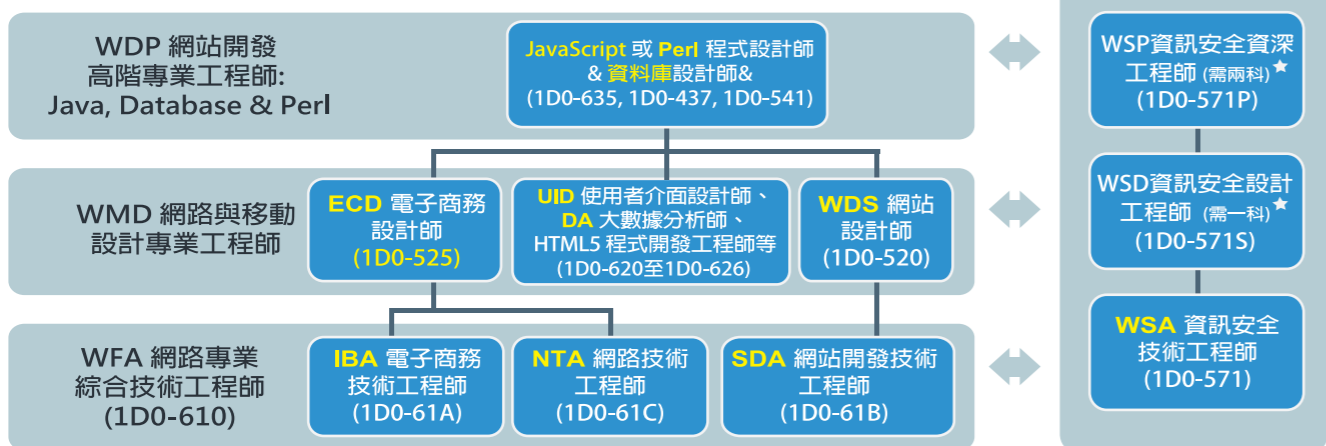 WDP 網站開發
高階專業工程師:
Java, Database & Perl
JavaScript 或 Perl 程式設計師
& 資料庫設計師&
(1D0-635, 1D0-437, 1D0-541)
WSP資訊安全資深
工程師 (需兩科)★
(1D0-571P)
WMD 網路與移動
設計專業工程師
ECD 電子商務
設計師
(1D0-525)
UID 使用者介面設計師、
DA 大數據分析師、
HTML5 程式開發工程師等
(1D0-620至1D0-626)
WDS 網站
設計師
(1D0-520)
WSD資訊安全設計
工程師 (需一科)★
(1D0-571S)
WFA 網路專業
綜合技術工程師
(1D0-610)
IBA 電子商務
技術工程師
(1D0-61A)
NTA 網路技術
工程師
(1D0-61C)
SDA 網站開發技術
工程師
(1D0-61B)
WSA 資訊安全
技術工程師
(1D0-571)